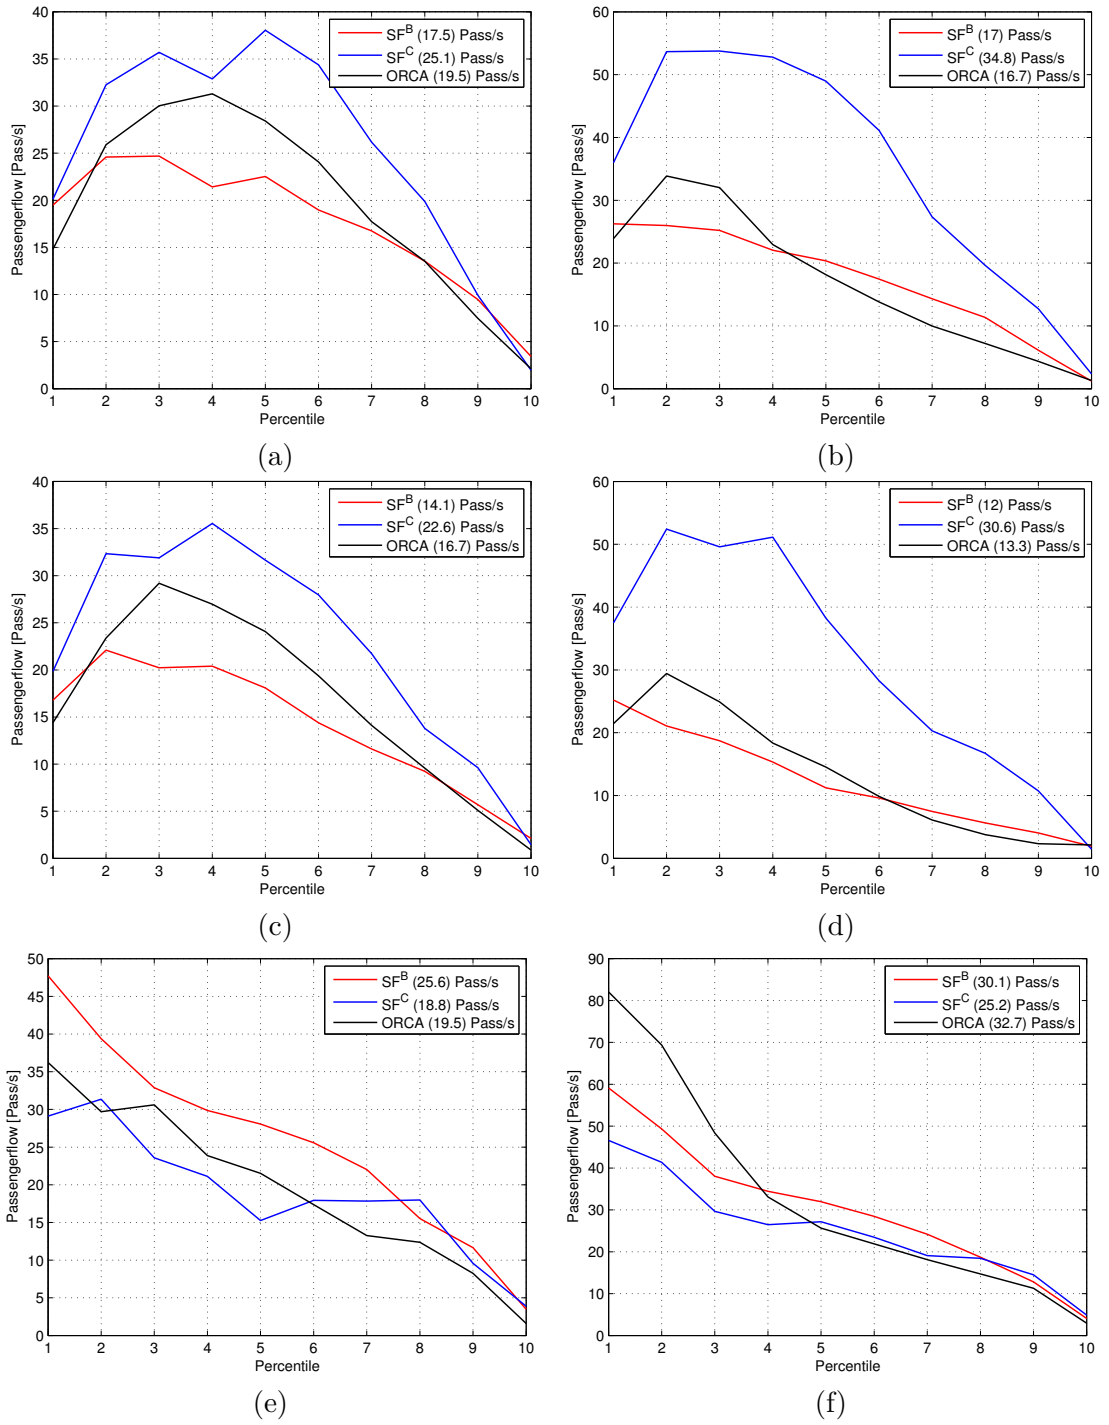 40
35
30
25
20
15
10
5
0
Passengerflow [Pass/s]
SF^B (17.5) Pass/s
SF^C (25.1) Pass/s
ORCA (19.5) Pass/s
1 2 3 4 5 6 7 8 9 10
Percentile
(a)
60
50
40
30
20
10
0
Passengerflow [Pass/s]
SF^B (17) Pass/s
SF^C (34.8) Pass/s
ORCA (16.7) Pass/s
1 2 3 4 5 6 7 8 9 10
Percentile
(b)
40
35
30
25
20
15
10
5
0
Passengerflow [Pass/s]
SF^B (14.1) Pass/s
SF^C (22.6) Pass/s
ORCA (16.7) Pass/s
1 2 3 4 5 6 7 8 9 10
Percentile
(c)
60
50
40
30
20
10
0
Passengerflow [Pass/s]
SF^B (12) Pass/s
SF^C (30.6) Pass/s
ORCA (13.3) Pass/s
1 2 3 4 5 6 7 8 9 10
Percentile
(d)
50
45
40
35
30
25
20
15
10
5
0
Passengerflow [Pass/s]
SF^B (25.6) Pass/s
SF^C (18.8) Pass/s
ORCA (19.5) Pass/s
1 2 3 4 5 6 7 8 9 10
Percentile
(e)
90
80
70
60
50
40
30
20
10
0
Passengerflow [Pass/s]
SF^B (30.1) Pass/s
SF^C (25.2) Pass/s
ORCA (32.7) Pass/s
1 2 3 4 5 6 7 8 9 10
Percentile
(f)